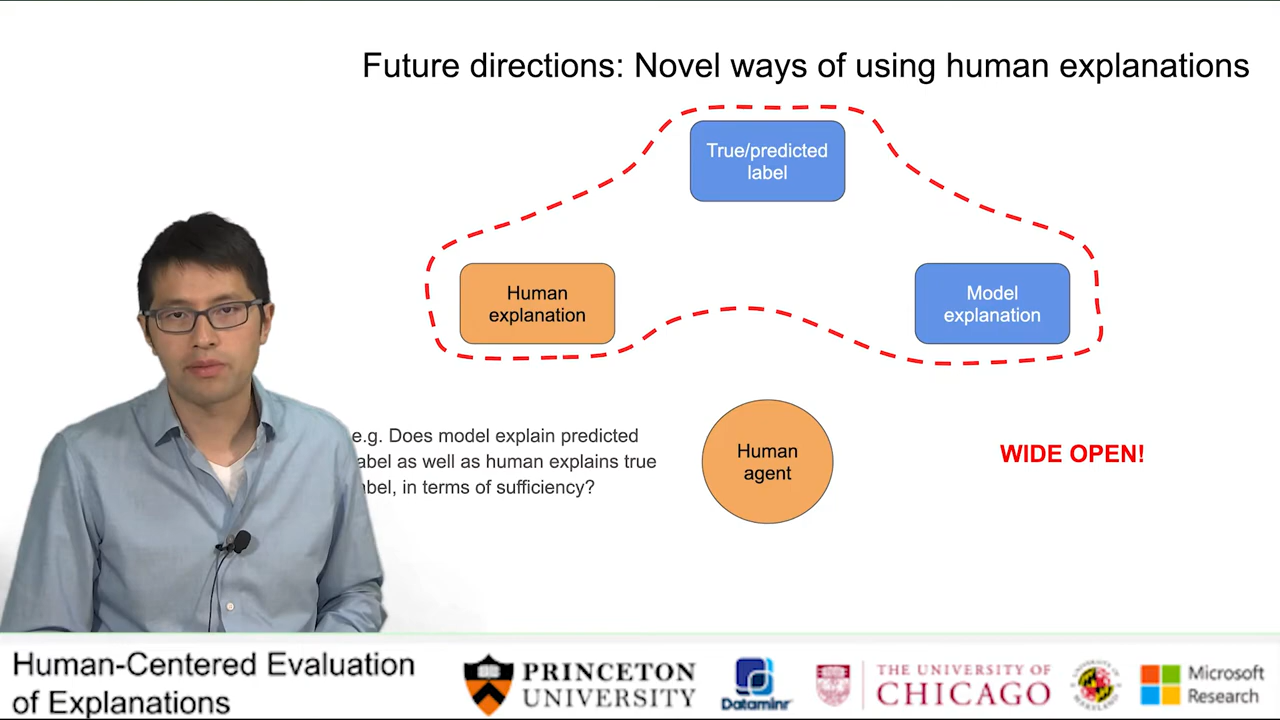 Future directions: Novel ways of using human explanations
True/predicted
label
Human
explanation
Model
explanation
e.g. Does model explain predicted
abel as well as human explains true
bel, in terms of sufficiency?
Human
agent
WIDE OPEN!
Human-Centered Evaluation
of Explanations
PRINCETON
UNIVERSITY
Dataminr
THE UNIVERSITY OF
CHICAGO
Microsoft
Research